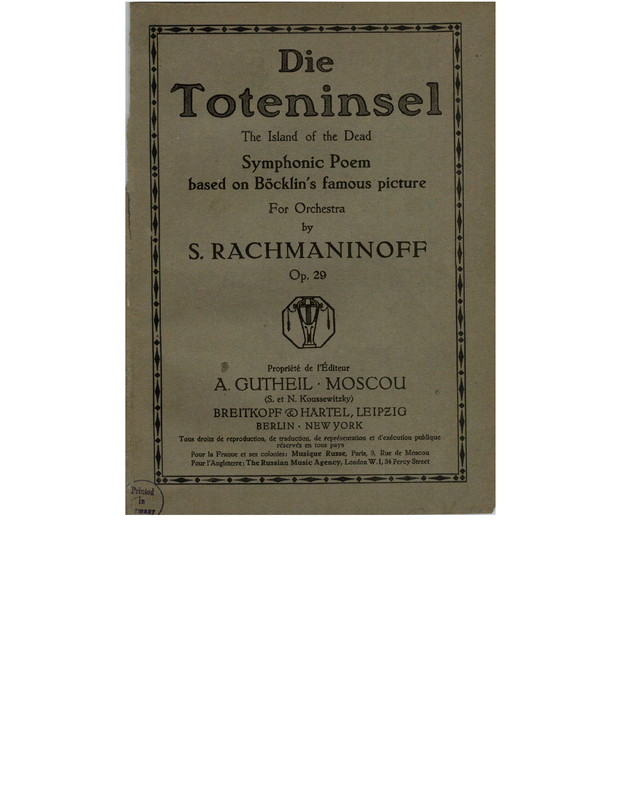 Die
Toteninsel
The Island of the Dead
Symphonic Poem
based on Böcklin's famous picture
For Orchestra
by
S. RACHMANINOFF
Op. 29
Propriété de l'Éditeur
A. GUTHEIL · MOSCOU
(S. et N. Koussewitzky)
BREITKOPF & HÄRTEL, LEIPZIG
BERLIN · NEW YORK
Tous droits de reproduction, de traduction, de représentation et d'exécution publique
réservés en tous pays
Pour la France et ses colonies: Musique Russe, Paris, 3, Rue de Moscou
Pour l'Angleterre: The Russian Music Agency, London W. 1, 34 Percy Street
Printed
in